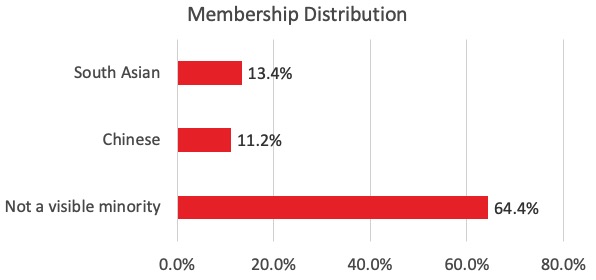 Membership Distribution
South Asian
13.4%
Chinese
11.2%
Not a visible minority
64.4%
0.0% 20.0% 40.0% 60.0% 80.0%